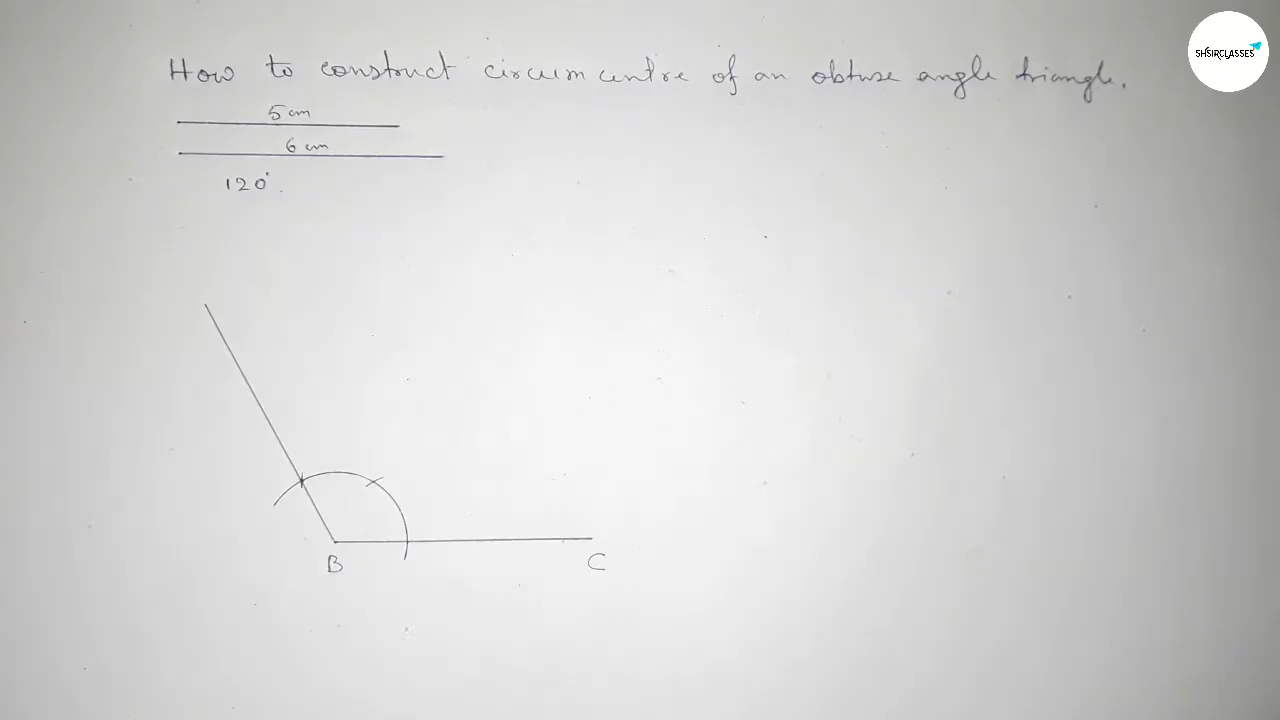 How to construct circumcentre of an obtuse angle triangle.
SHSIRCLASSES
5 cm
6 cm
120°
B
C